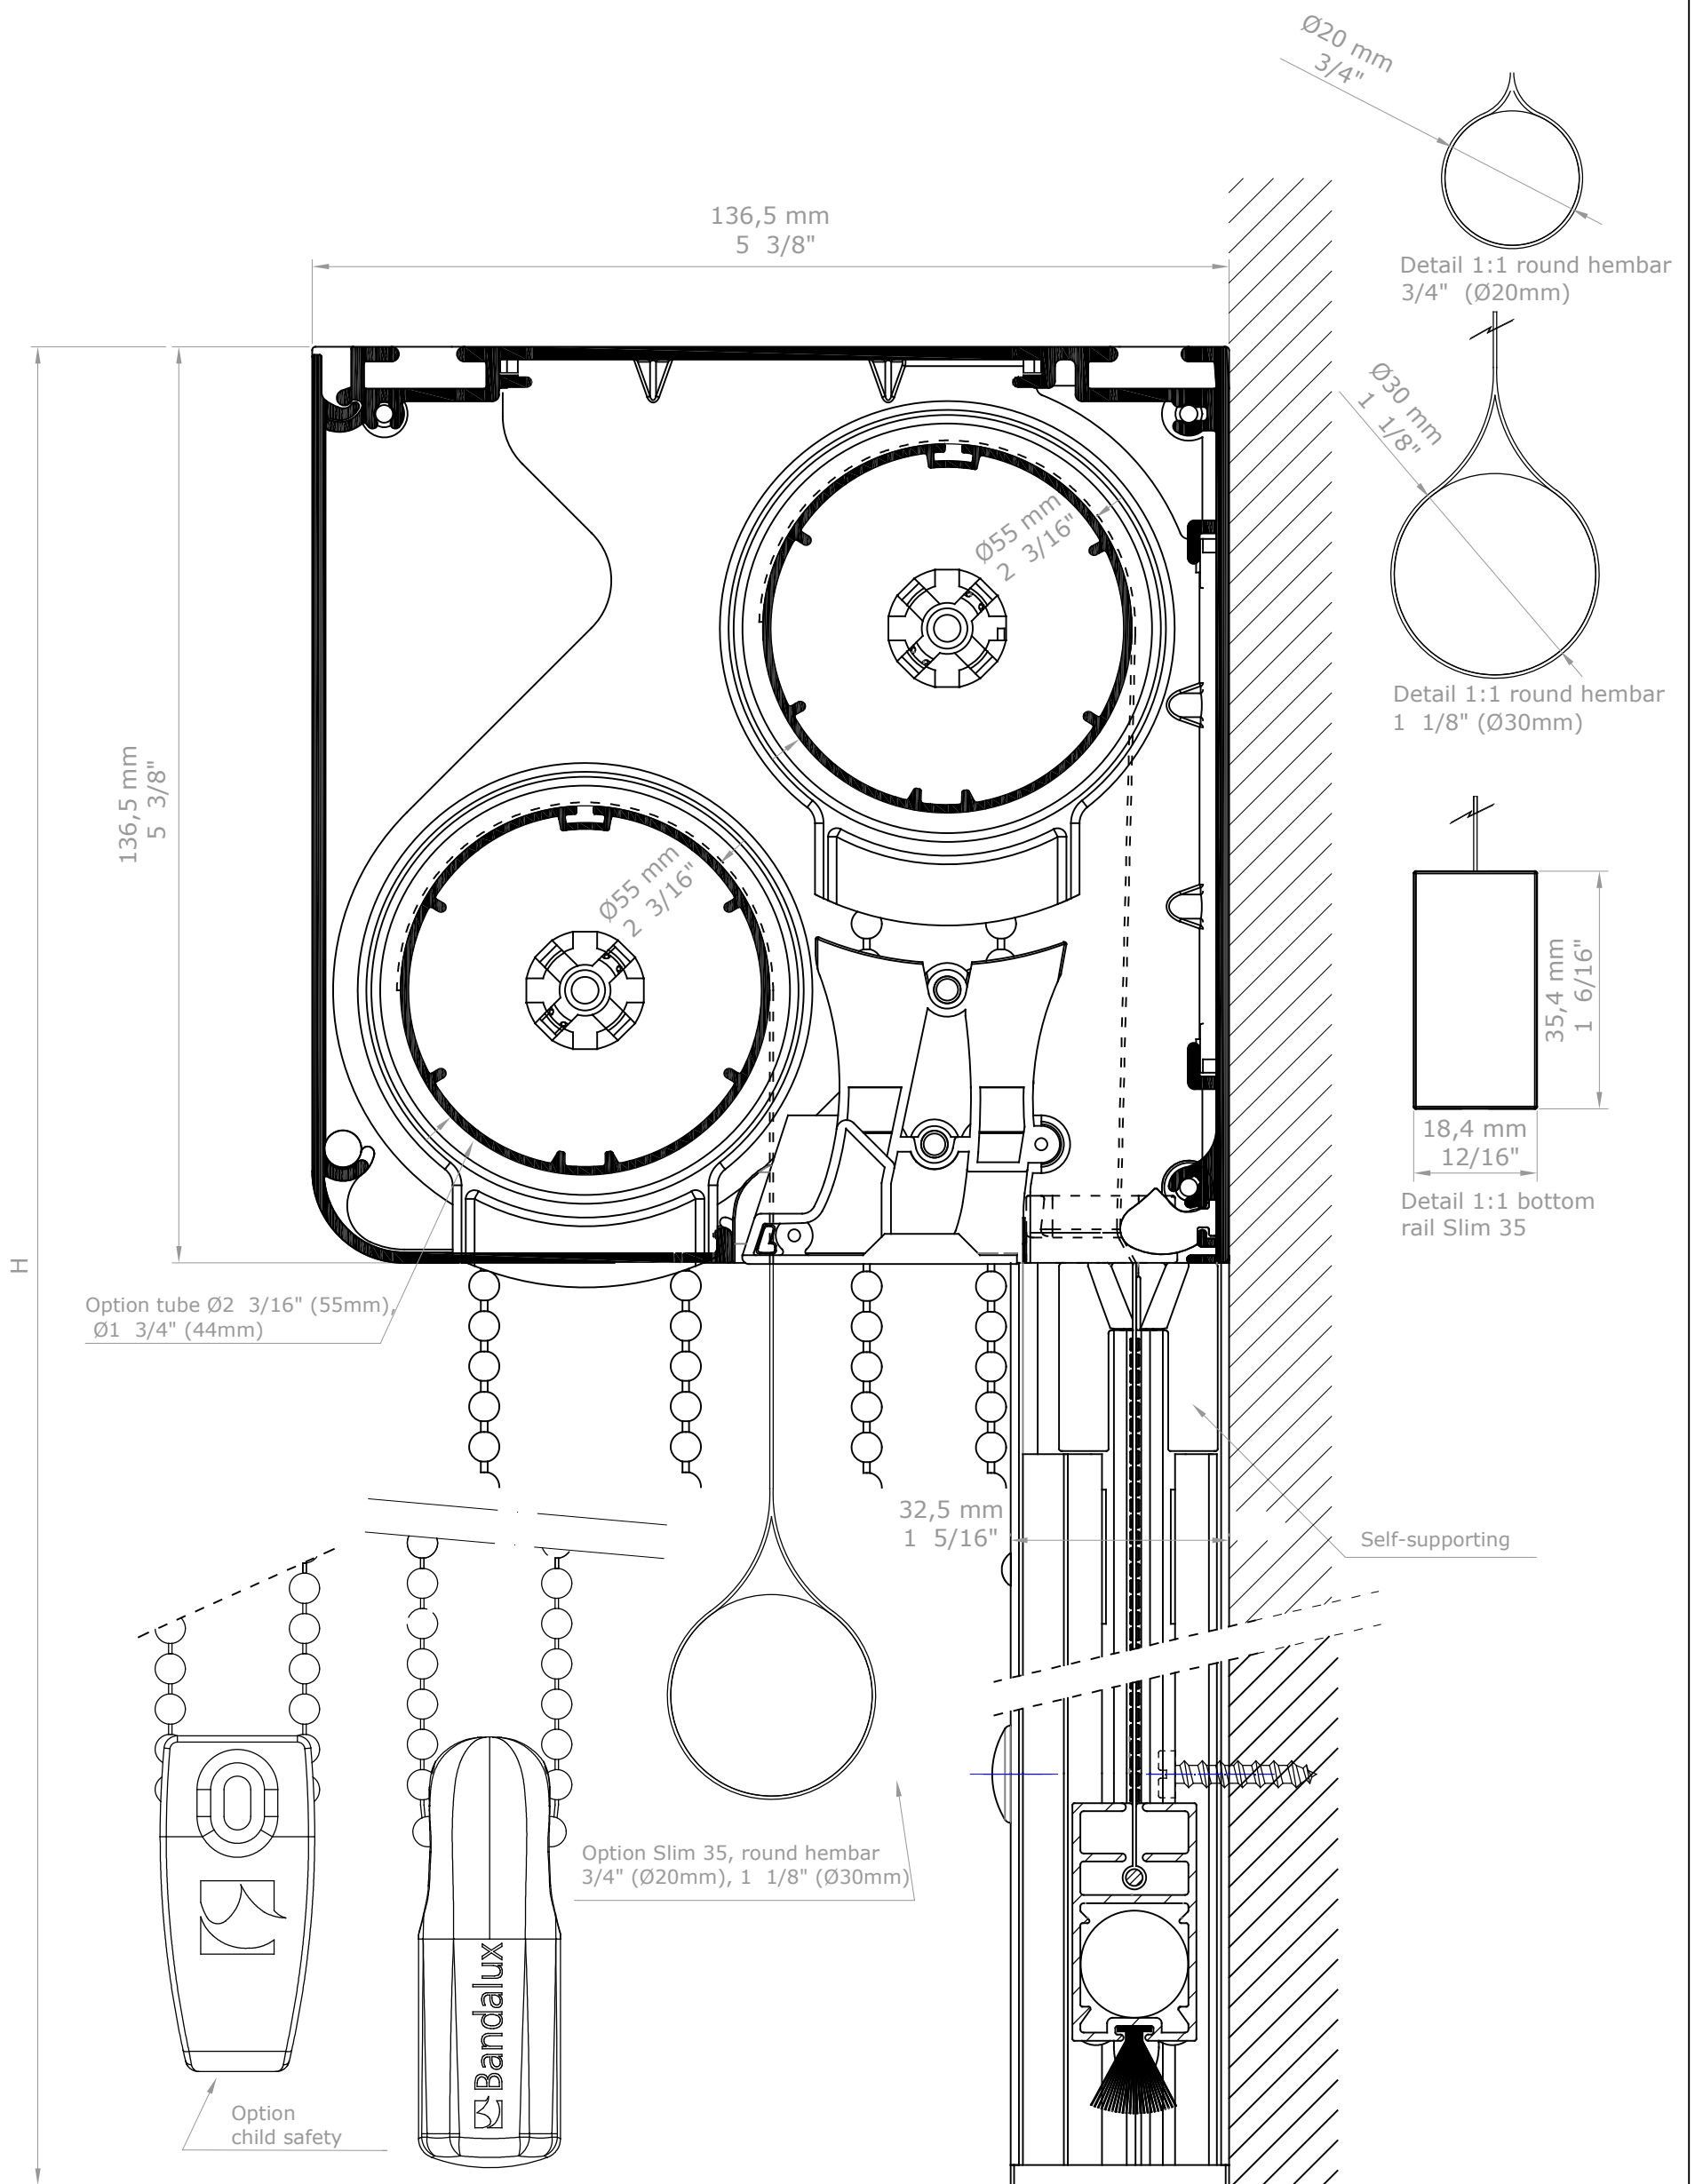 Ø20 mm
3/4"
Detail 1:1 round hembar
3/4" (Ø20mm)
136,5 mm
5 3/8"
Ø30 mm
1 1/8"
Detail 1:1 round hembar
1 1/8" (Ø30mm)
Ø55 mm
2 3/16"
136,5 mm
5 3/8"
Ø55 mm
2 3/16"
35,4 mm
1 6/16"
18,4 mm
12/16"
Detail 1:1 bottom
rail Slim 35
H
Option tube Ø2 3/16" (55mm),
Ø1 3/4" (44mm)
32,5 mm
1 5/16"
Self-supporting
Option Slim 35, round hembar
3/4" (Ø20mm), 1 1/8" (Ø30mm)
Bandalux
Option
child safety